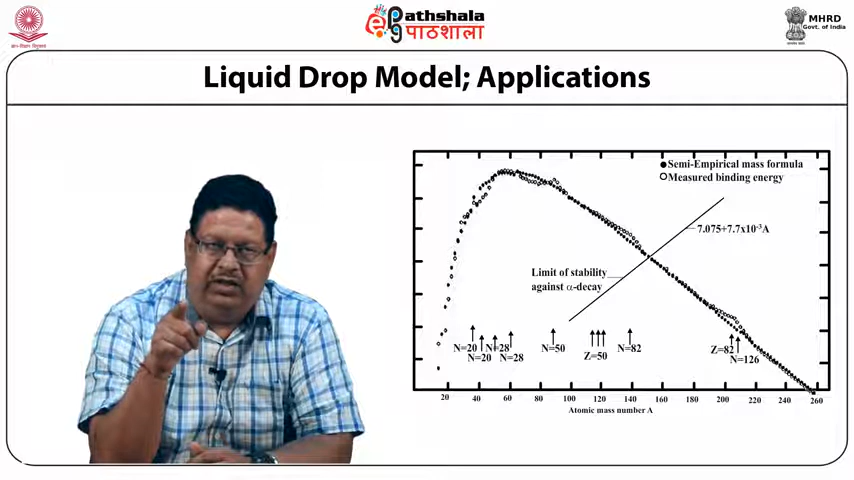 Pathshala
पाठशाला
MHRD
Govt. of India
Liquid Drop Model; Applications
●Semi-Empirical mass formula
○Measured binding energy
7.075+7.7x10⁻³A
Limit of stability
against α-decay
N=20
N=20
N=28
N=28
N=50
Z=50
N=82
Z=82
N=126
20 40 60 80 100 120 140 160 180 200 220 240 260
Atomic mass number A